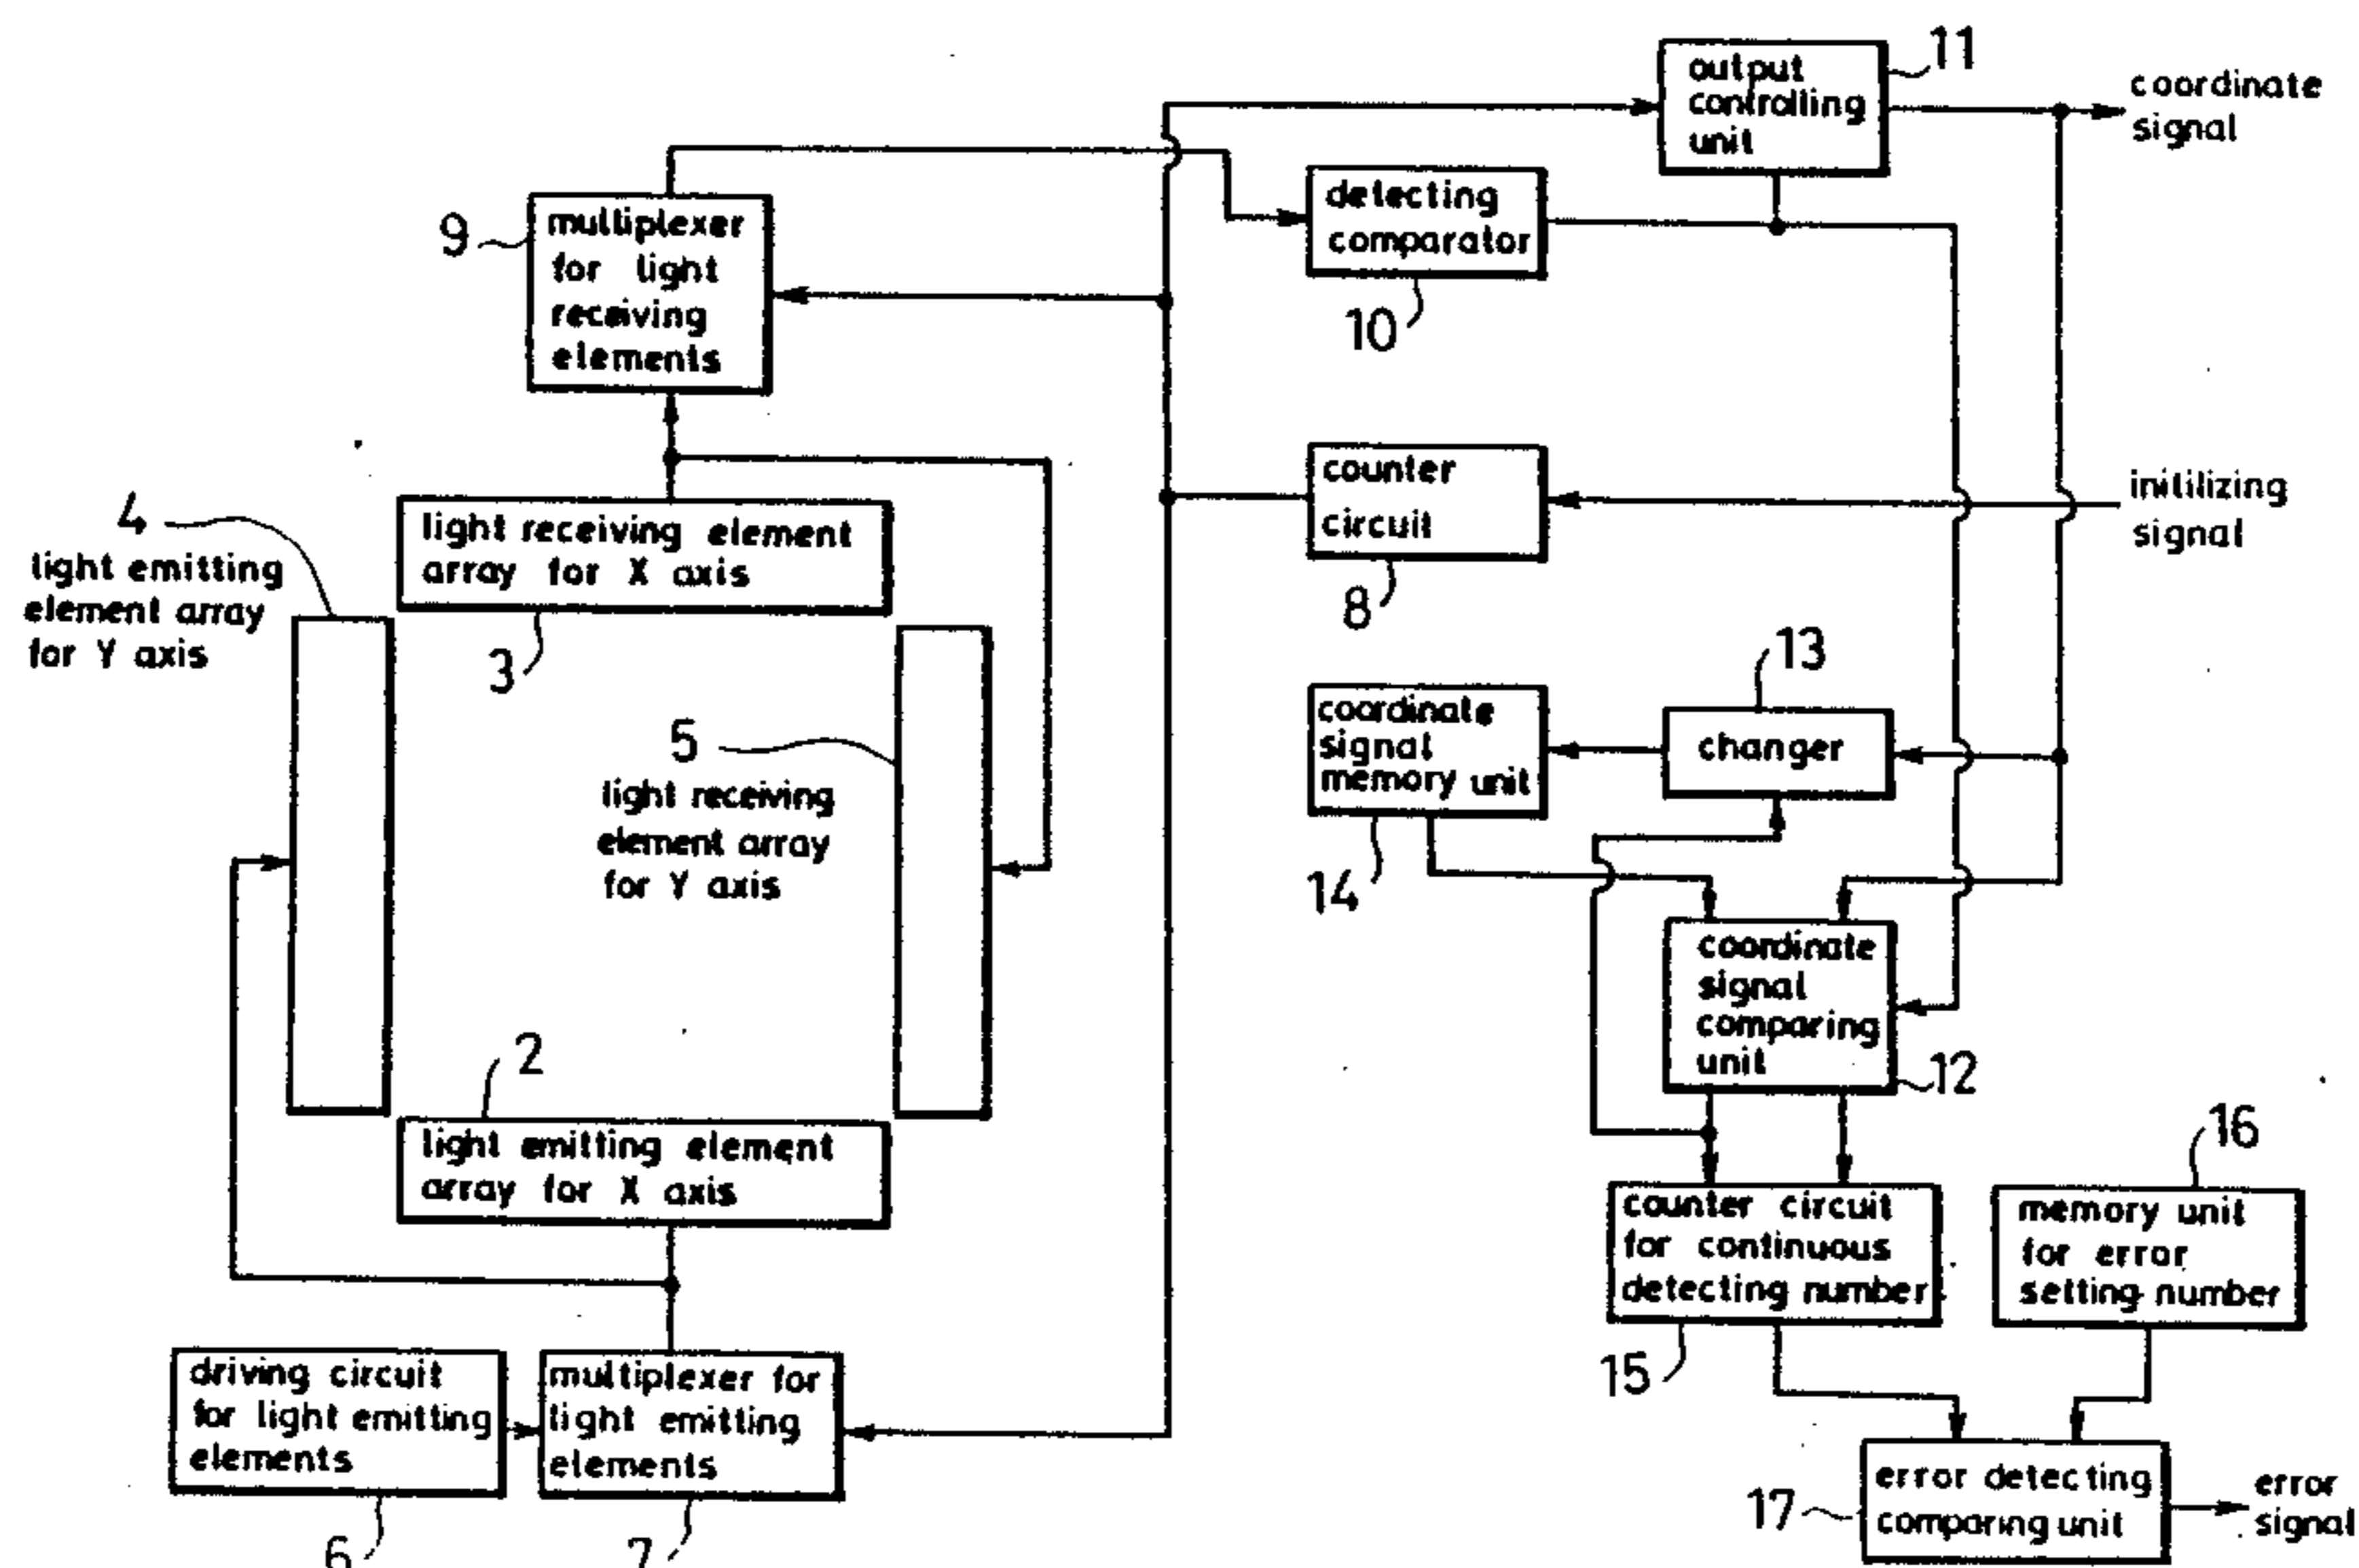 11
output
controlling
unit
coordinate
signal
9
multiplexer
for light
receiving
elements
detecting
comparator
10
counter
circuit
8
initilizing
signal
4
light emitting
element array
for Y axis
light receiving element
array for X axis
3
5
light receiving
element array
for Y axis
13
coordinate
signal
memory unit
changer
14
coordinate
signal
comparing
unit
12
2
light emitting element
array for X axis
16
counter circuit
for continuous
detecting number
memory unit
for error
setting number
15
driving circuit
for light emitting
elements
multiplexer for
light emitting
elements
6
7
17
error detecting
comparing unit
error
signal